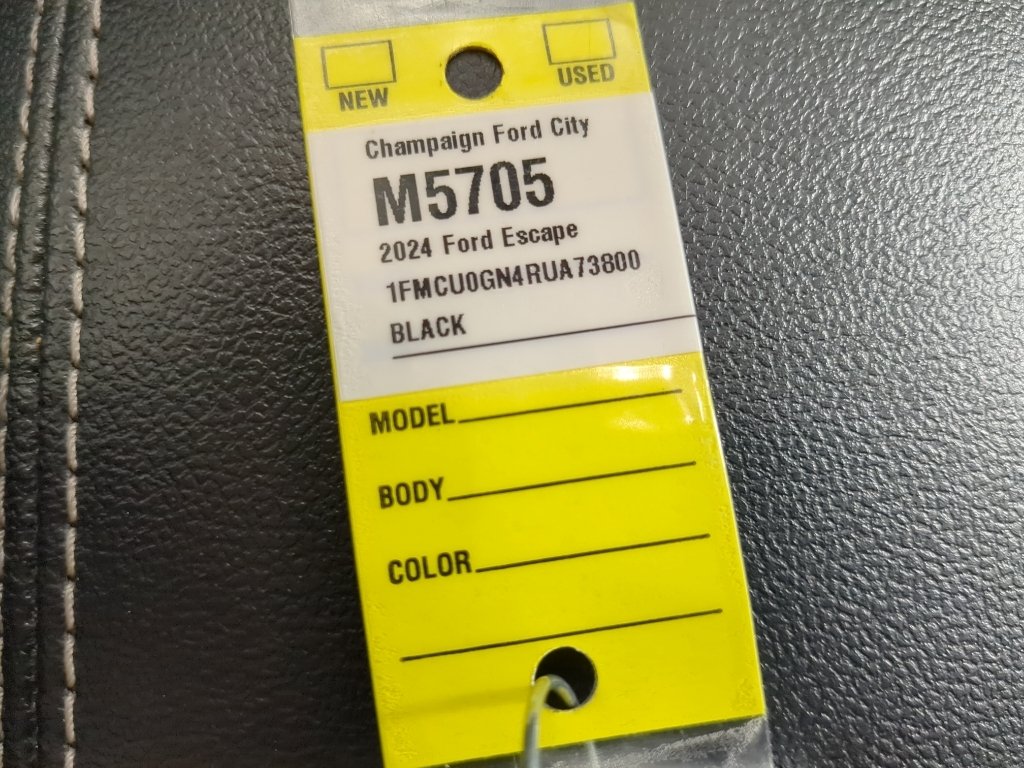 NEW USED
Champaign Ford City
M5705
2024 Ford Escape
1FMCU0GN4RUA73800
BLACK
MODEL
BODY
COLOR